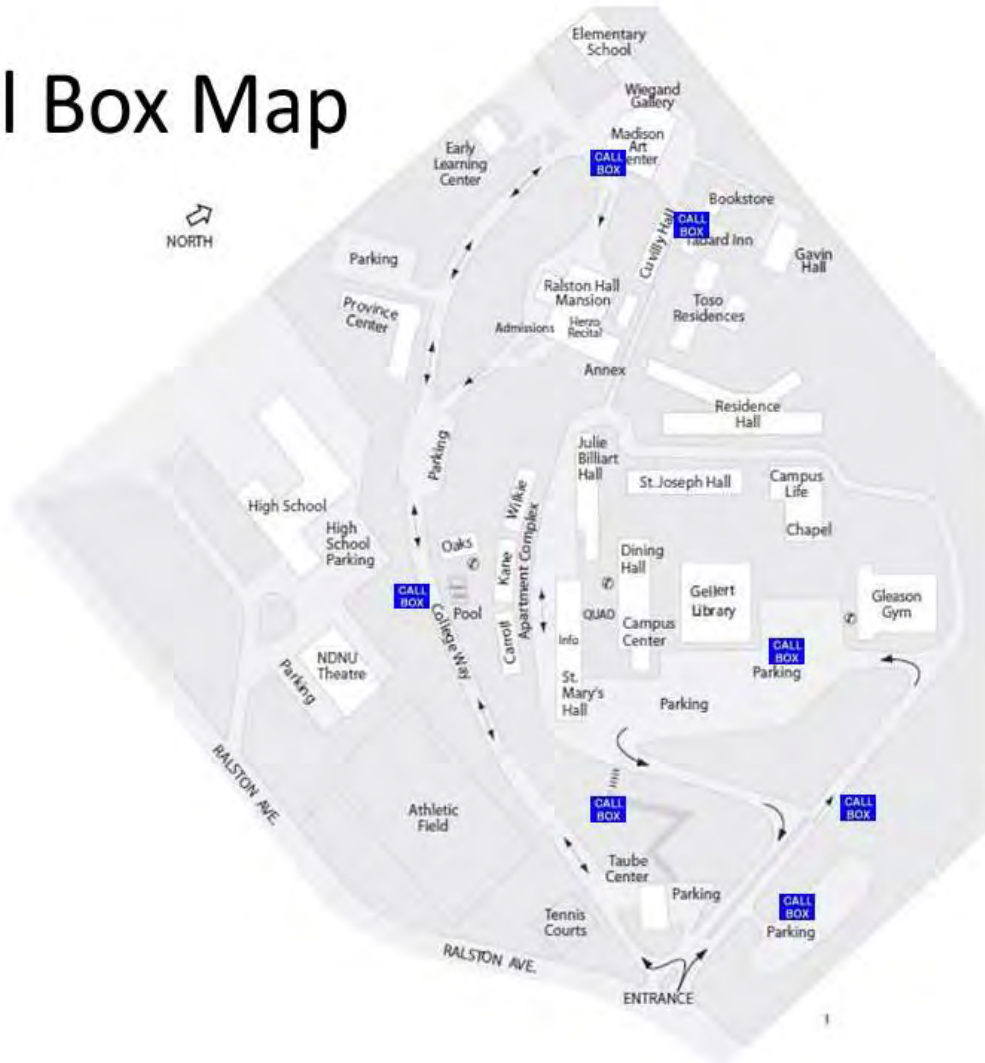 l Box Map
Elementary
School
Wiegand
Gallery
Madison
Art
enter
CALL
BOX
Early
Learning
Center
NORTH
Bookstore
CALL
BOX
Tabard Inn
Cuvilly Hall
Gavin
Hall
Parking
Ralston Hall
Mansion
Toso
Residences
Province
Center
Admissions
Herzo
Recital
Annex
Residence
Hall
Parking
Julie
Billiart
Hall
St. Joseph Hall
Campus
Life
Chapel
High School
High
School
Parking
Oaks
Wilkie
Kane
Carroll
Apartment Complex
Dining
Hall
Gellert
Library
Gleason
Gym
CALL
BOX
Pool
College Way
QUAD
Info
Campus
Center
CALL
BOX
Parking
NDNU
Theatre
Parking
St.
Mary's
Hall
Parking
RALSTON AVE.
Athletic
Field
CALL
BOX
CALL
BOX
Taube
Center
Parking
CALL
BOX
Parking
Tennis
Courts
RALSTON AVE.
ENTRANCE
1